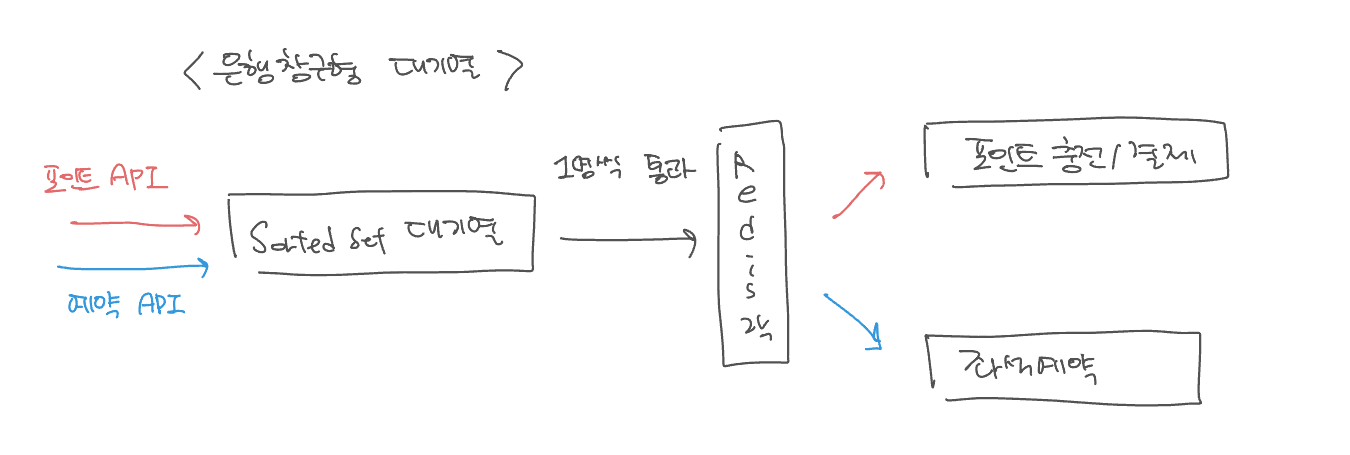 < 은행창구형 대기열 >
포인트 API
Sorted Set 대기열
예약 API
1명씩 통과
Redis 락
포인트 충전/결제
좌석예약